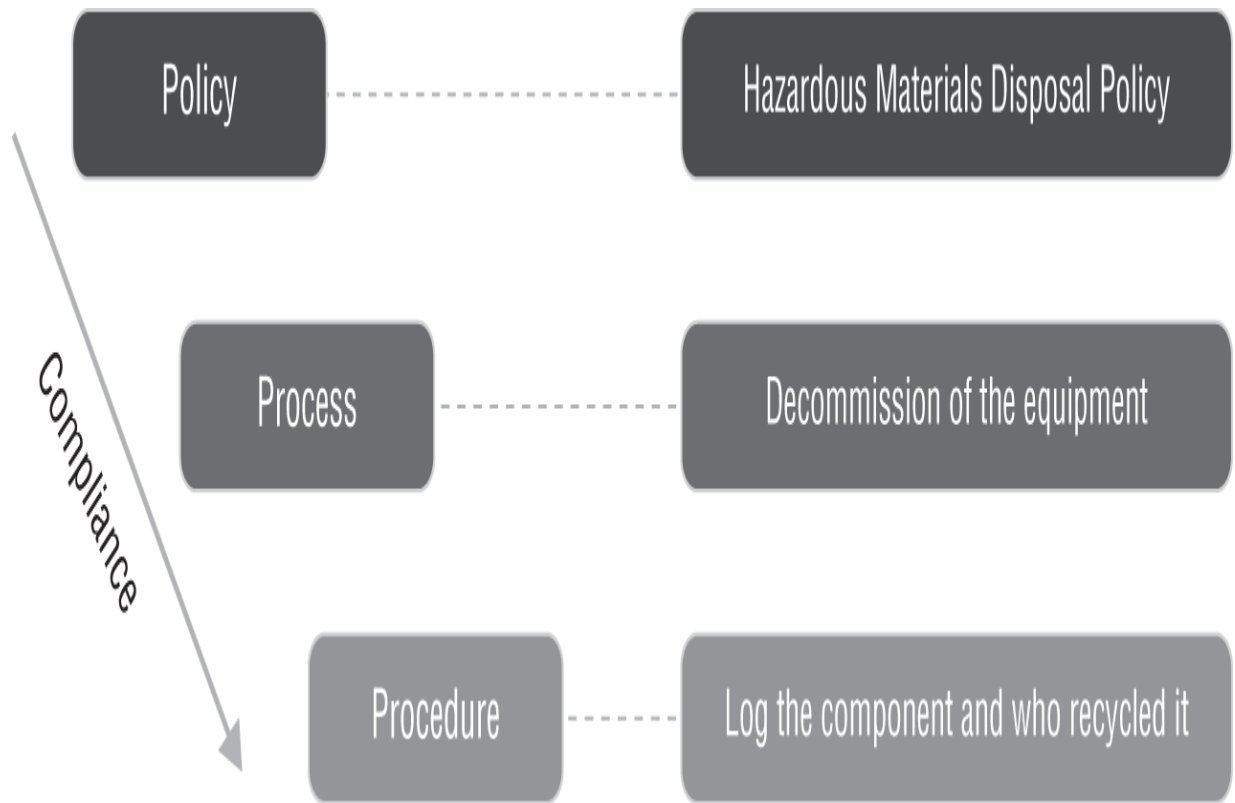 Policy
Hazardous Materials Disposal Policy
Compliance
Process
Decommission of the equipment
Procedure
Log the component and who recycled it